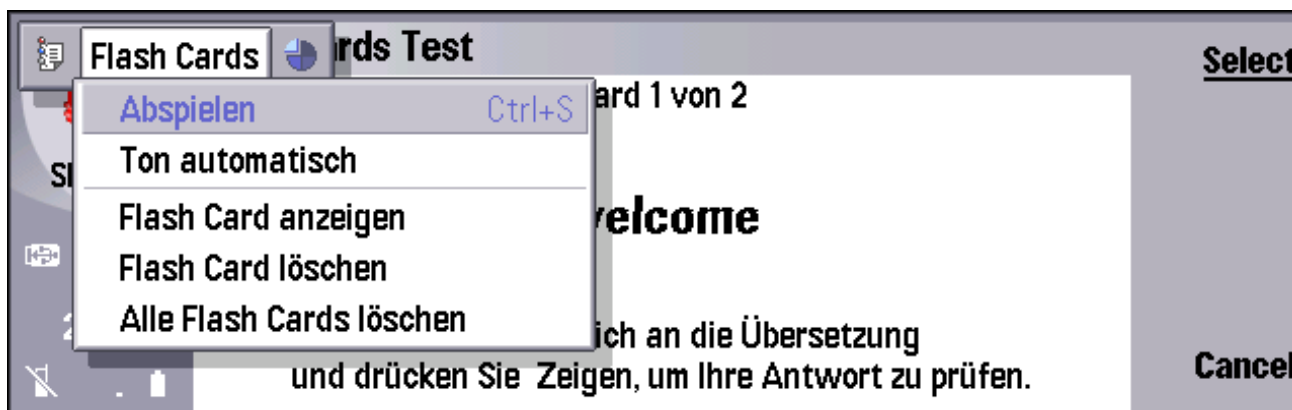 Flash Cards
rds Test
Select
Abspielen Ctrl+S
ard 1 von 2
Ton automatisch
Flash Card anzeigen
elcome
Flash Card löschen
Alle Flash Cards löschen
ich an die Übersetzung
und drücken Sie Zeigen, um Ihre Antwort zu prüfen.
Cancel